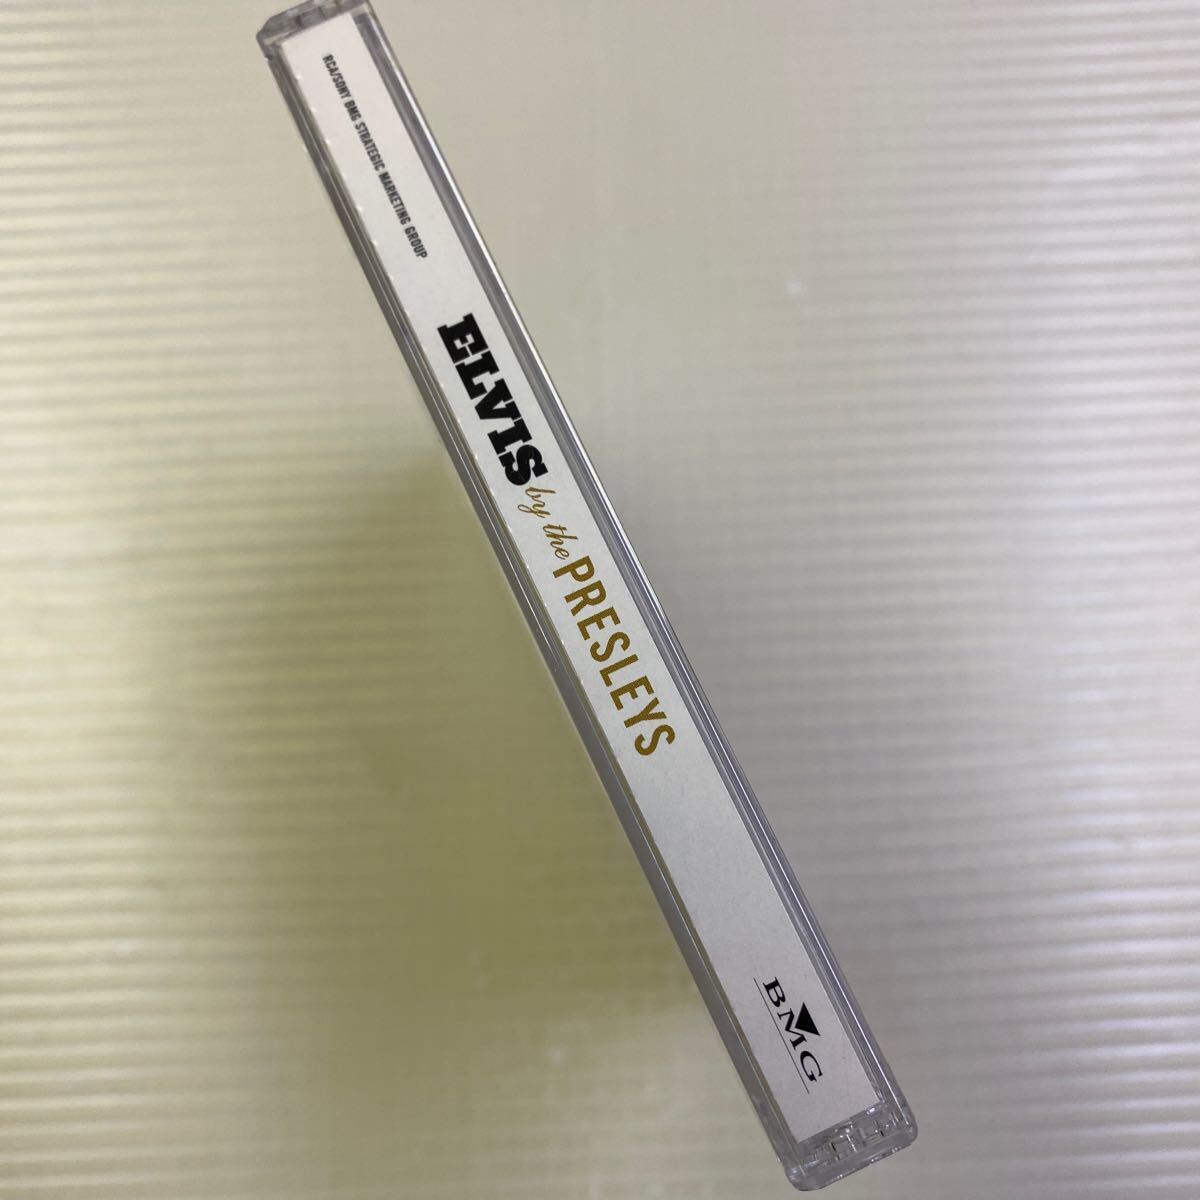 RCA/SONY BMG STRATEGIC MARKETING GROUP
ELVIS by the PRESLEYS
BMG